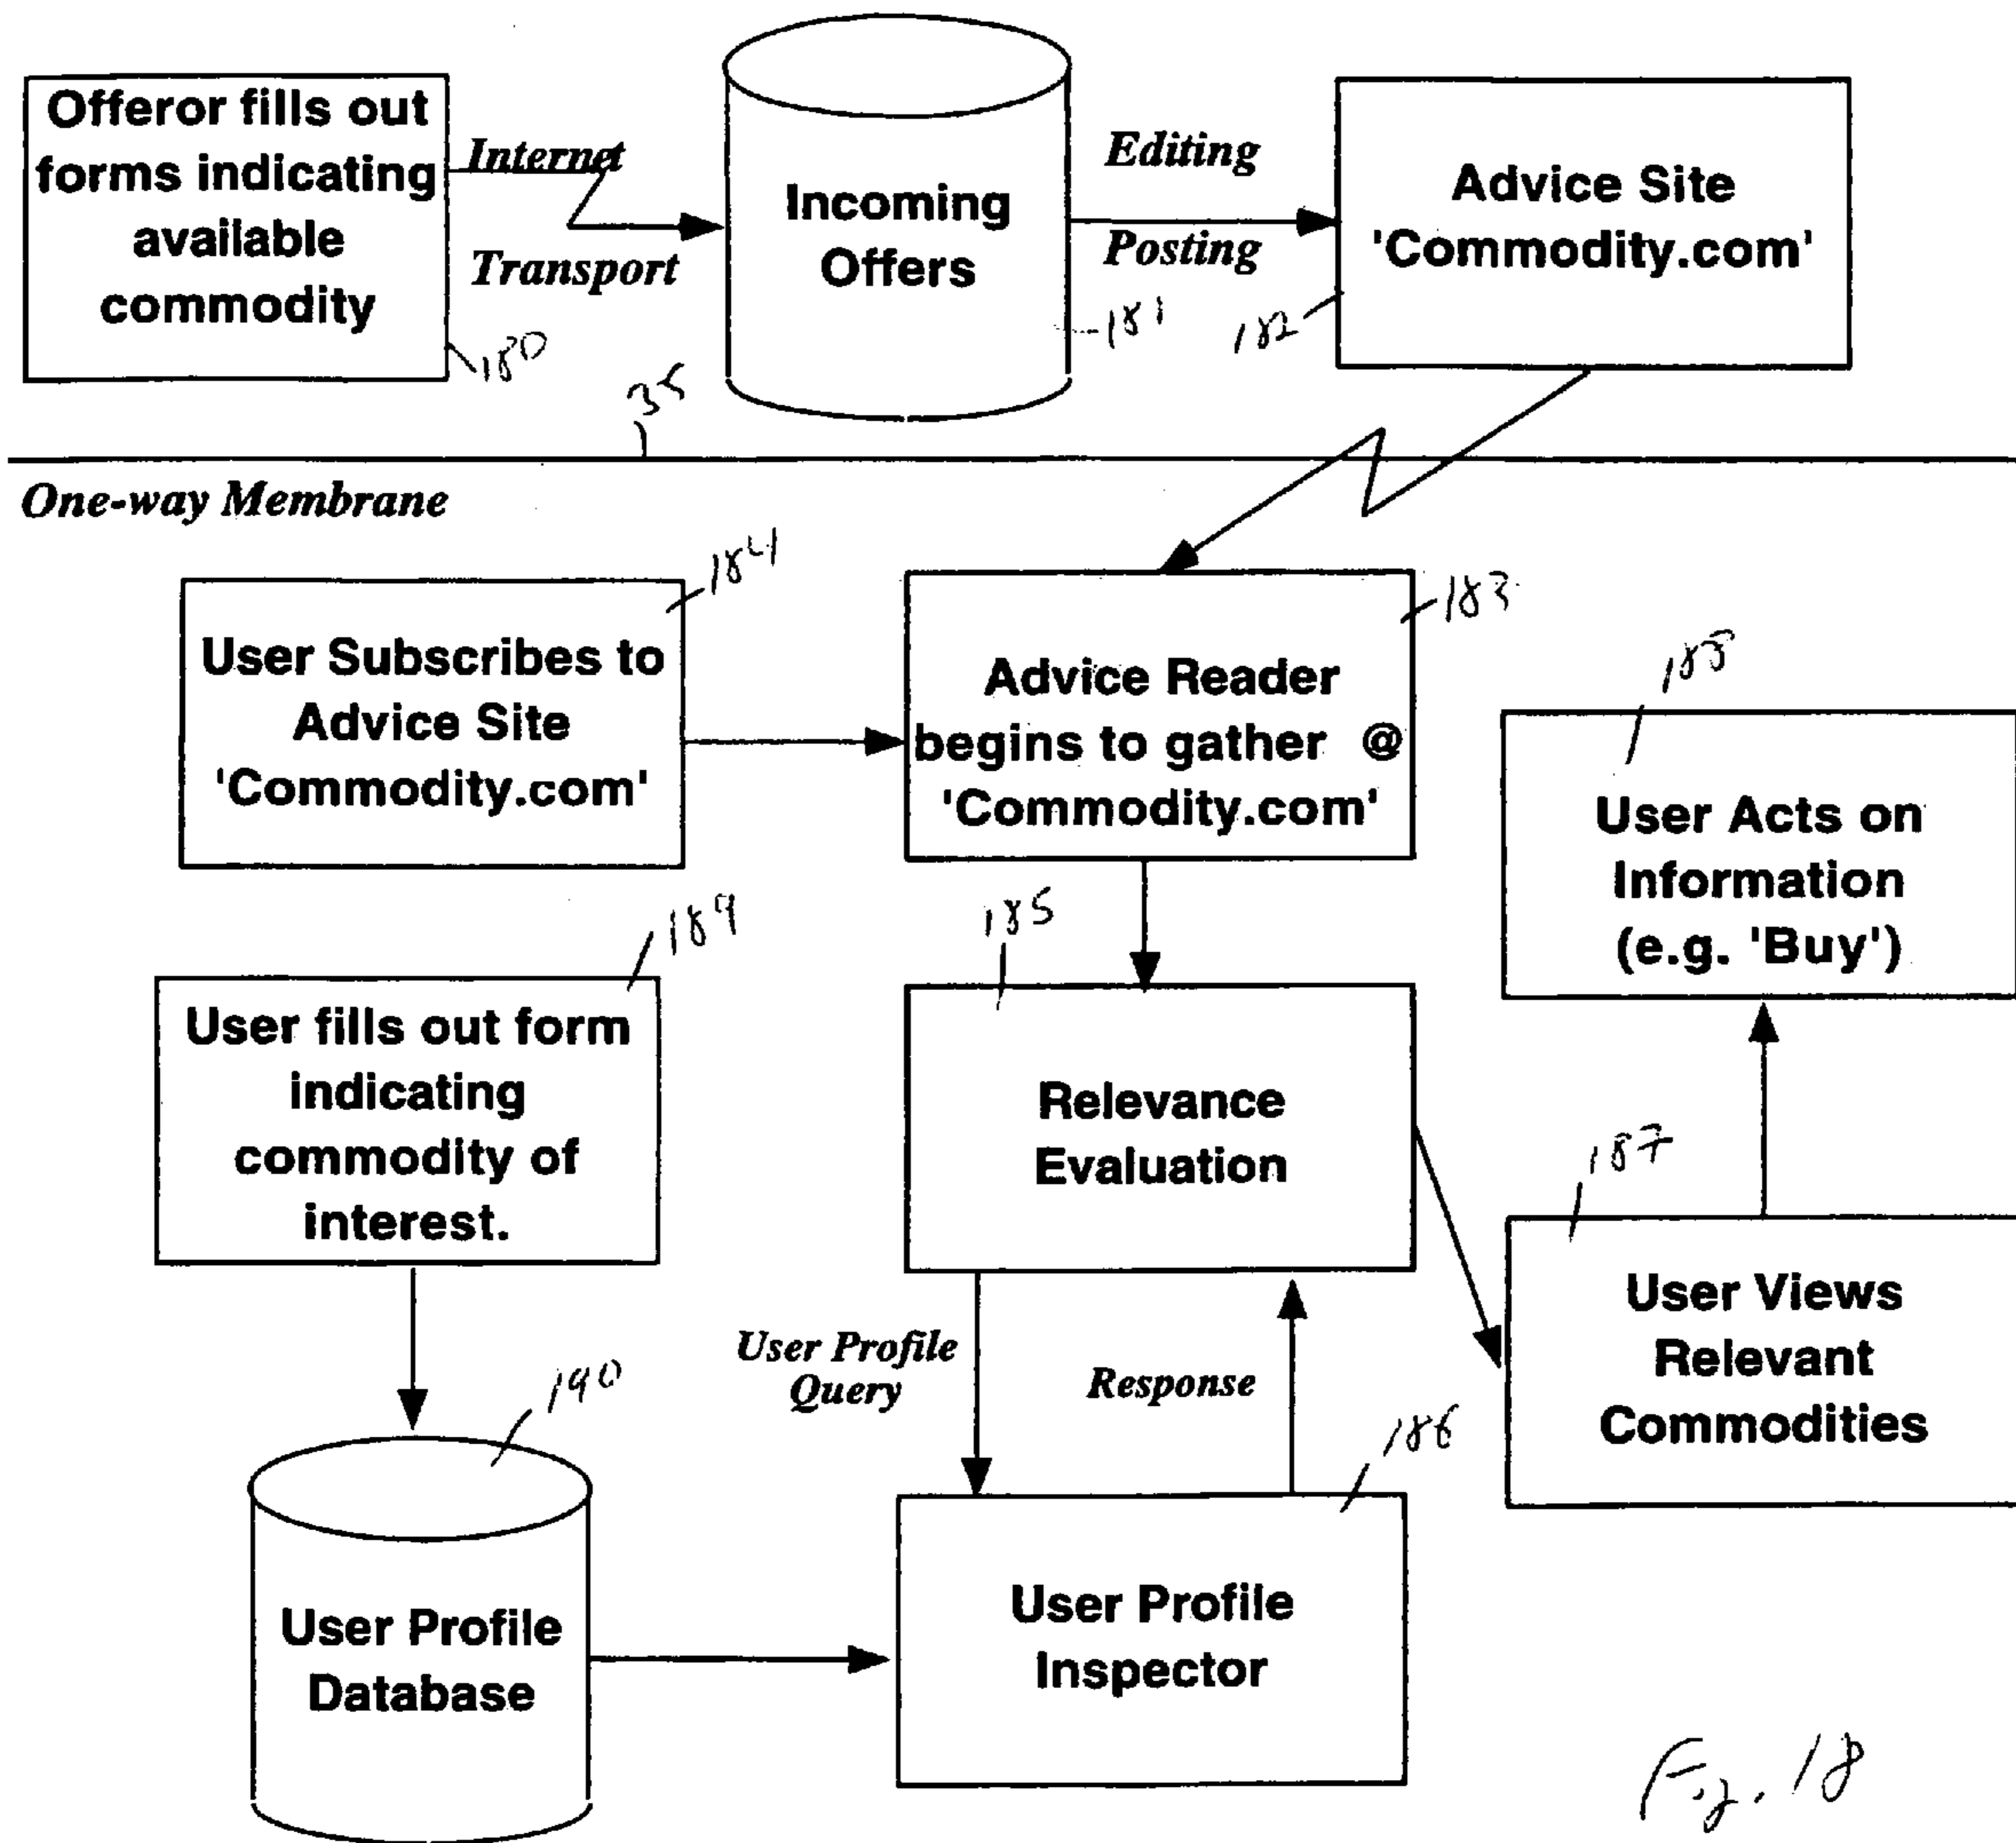 Offeror fills out
forms indicating
available
commodity
180
Internet
Transport
Incoming
Offers
181
Editing
Posting
Advice Site
'Commodity.com'
182
35
One-way Membrane
User Subscribes to
Advice Site
'Commodity.com'
184
Advice Reader
begins to gather @
'Commodity.com'
183
User Acts on
Information
(e.g. 'Buy')
188
User fills out form
indicating
commodity of
interest.
189
Relevance
Evaluation
185
User Views
Relevant
Commodities
187
User Profile
Query
Response
User Profile
Database
190
User Profile
Inspector
186
Fig. 18